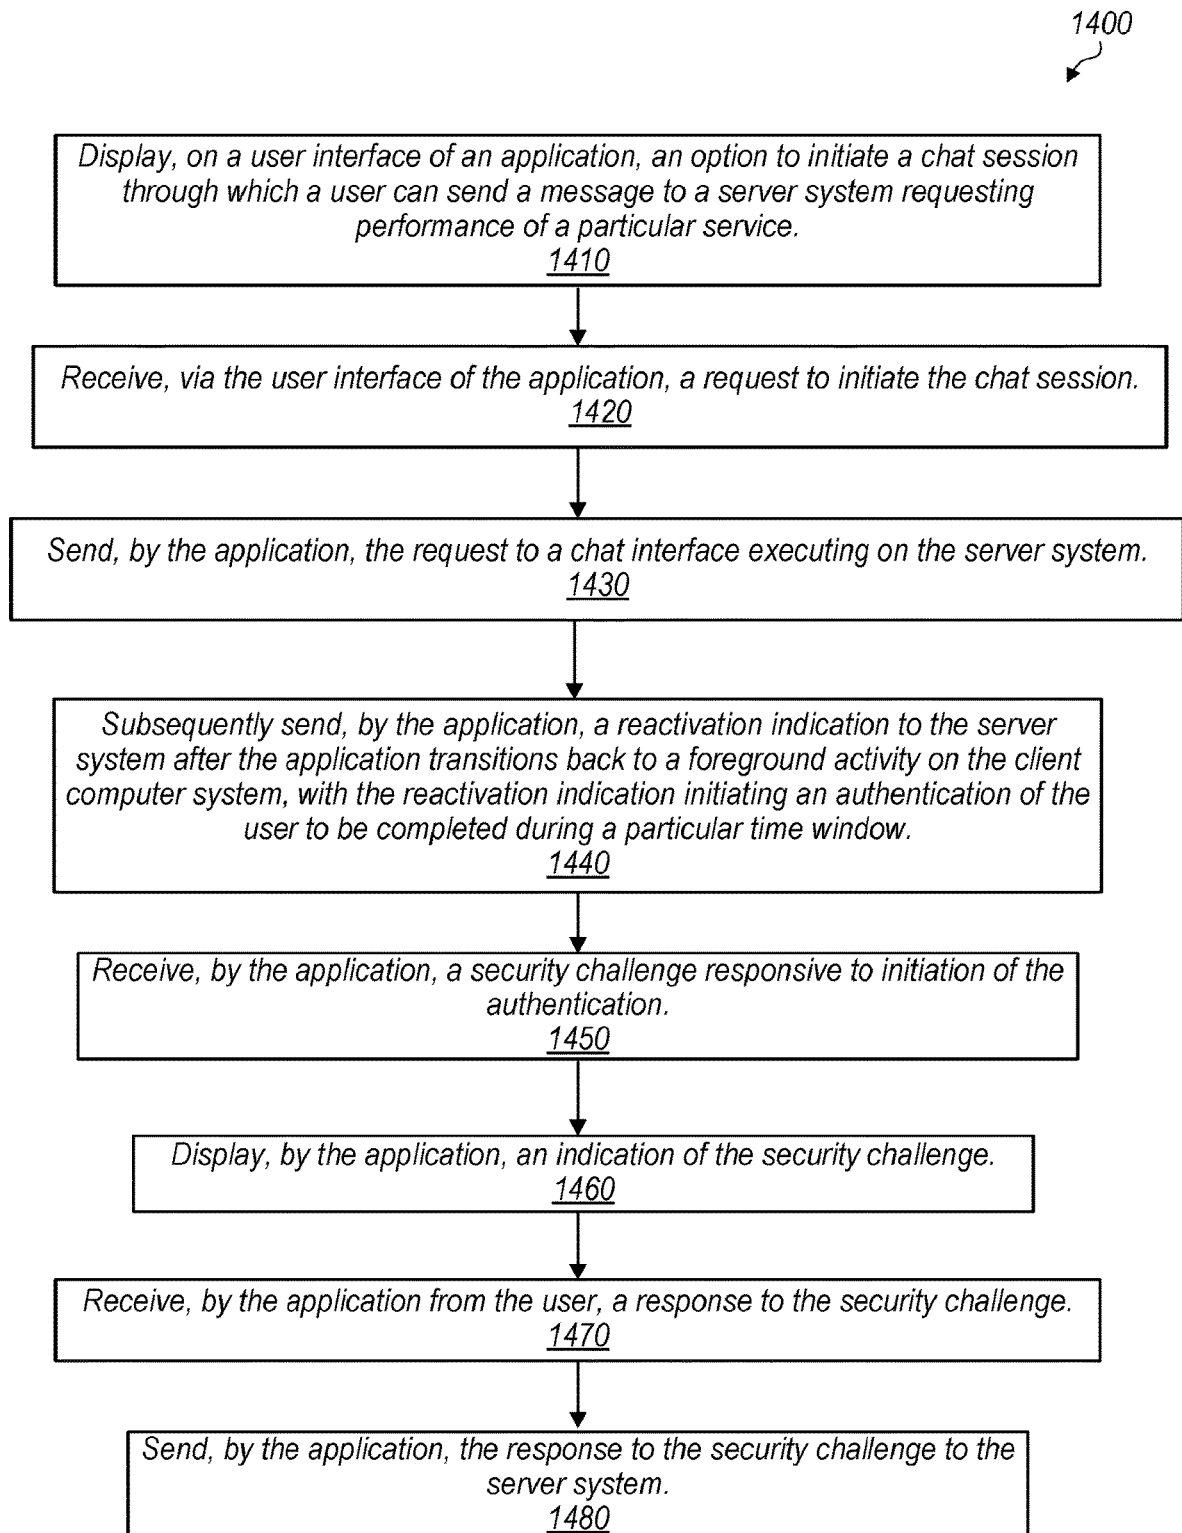 1400
Display, on a user interface of an application, an option to initiate a chat session
through which a user can send a message to a server system requesting
performance of a particular service.
1410
Receive, via the user interface of the application, a request to initiate the chat session.
1420
Send, by the application, the request to a chat interface executing on the server system.
1430
Subsequently send, by the application, a reactivation indication to the server
system after the application transitions back to a foreground activity on the client
computer system, with the reactivation indication initiating an authentication of the
user to be completed during a particular time window.
1440
Receive, by the application, a security challenge responsive to initiation of the
authentication.
1450
Display, by the application, an indication of the security challenge.
1460
Receive, by the application from the user, a response to the security challenge.
1470
Send, by the application, the response to the security challenge to the
server system.
1480